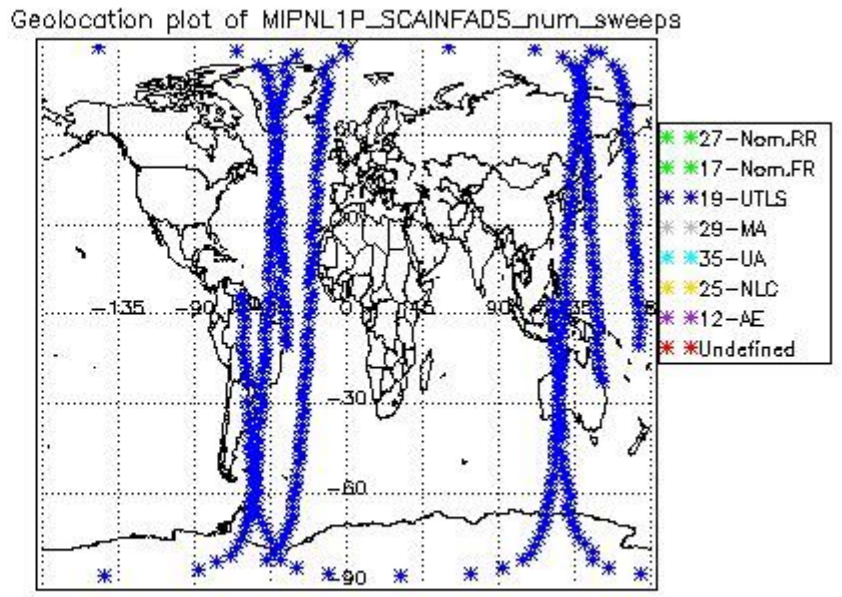 Geolocation plot of MIPNL1P_SCAINFADS_num_sweeps
60
30
-135 -90 0 45 90 135
-30
-60
-90
27-Nom.RR
17-Nom.FR
19-UTLS
29-MA
35-UA
25-NLC
12-AE
Undefined